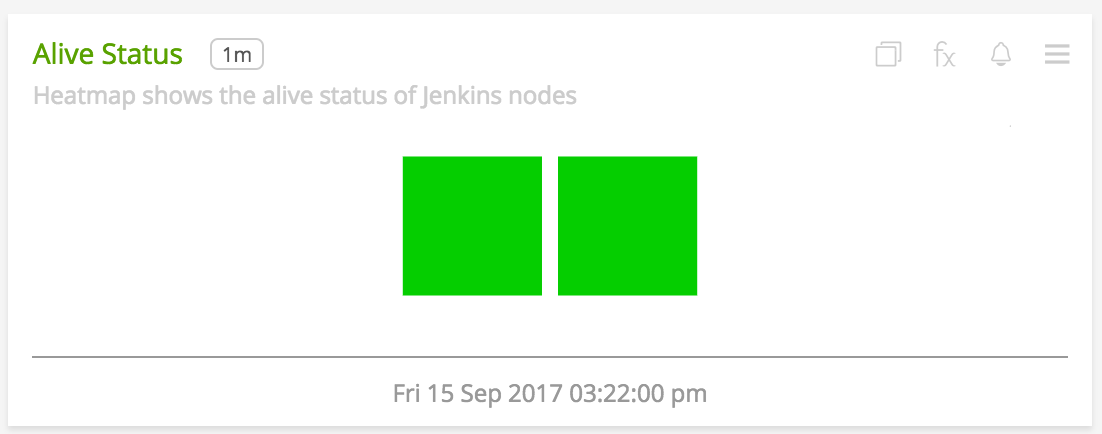 Alive Status 1m fx
Heatmap shows the alive status of Jenkins nodes
Fri 15 Sep 2017 03:22:00 pm